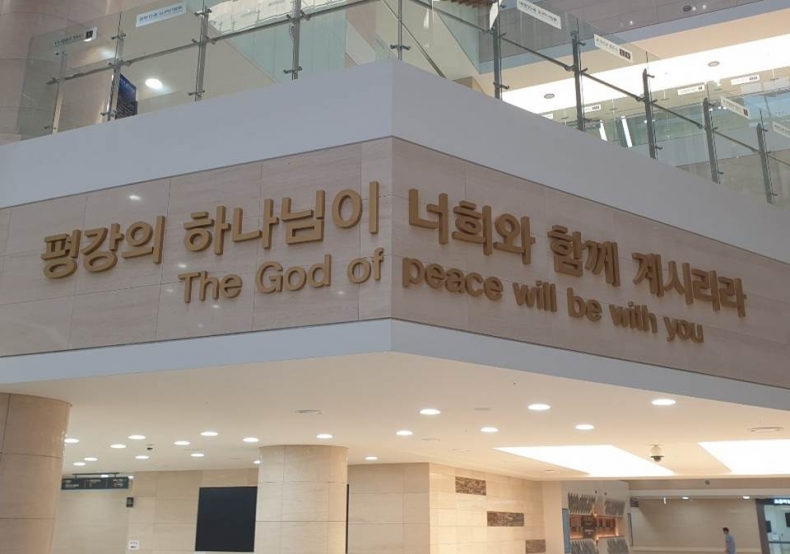 평강의 하나님이 너희와 함께 계시리라
The God of peace will be with you